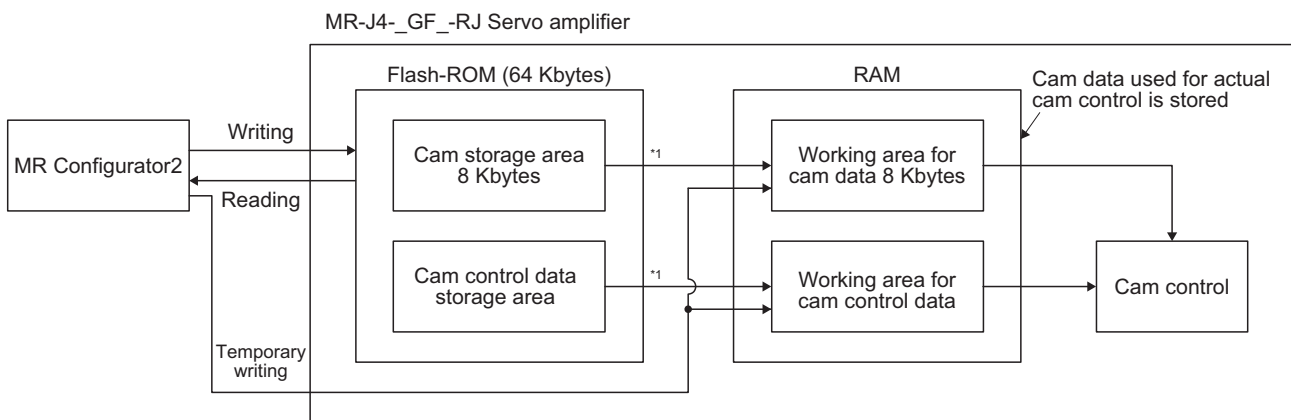 MR-J4-_GF_-RJ Servo amplifier
Flash-ROM (64 Kbytes)
RAM
Cam data used for actual
cam control is stored
MR Configurator2
Writing
Reading
Cam storage area
8 Kbytes
*1
Working area for
cam data 8 Kbytes
Cam control data
storage area
*1
Working area for
cam control data
Cam control
Temporary
writing